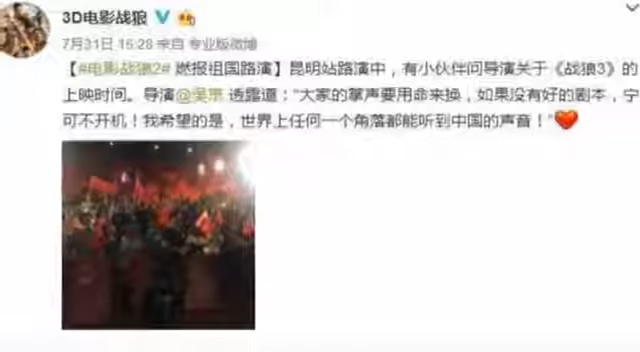 3D电影战狼
7月31日 15:28 来自 专业版微博
【#电影战狼2# 燃报祖国路演】昆明站路演中，有小伙伴问导演关于《战狼3》的
上映时间。导演@吴京 透露道：“大家的掌声要用命来换，如果没有好的剧本，宁
可不开机！我希望的是，世界上任何一个角落都能听到中国的声音！”